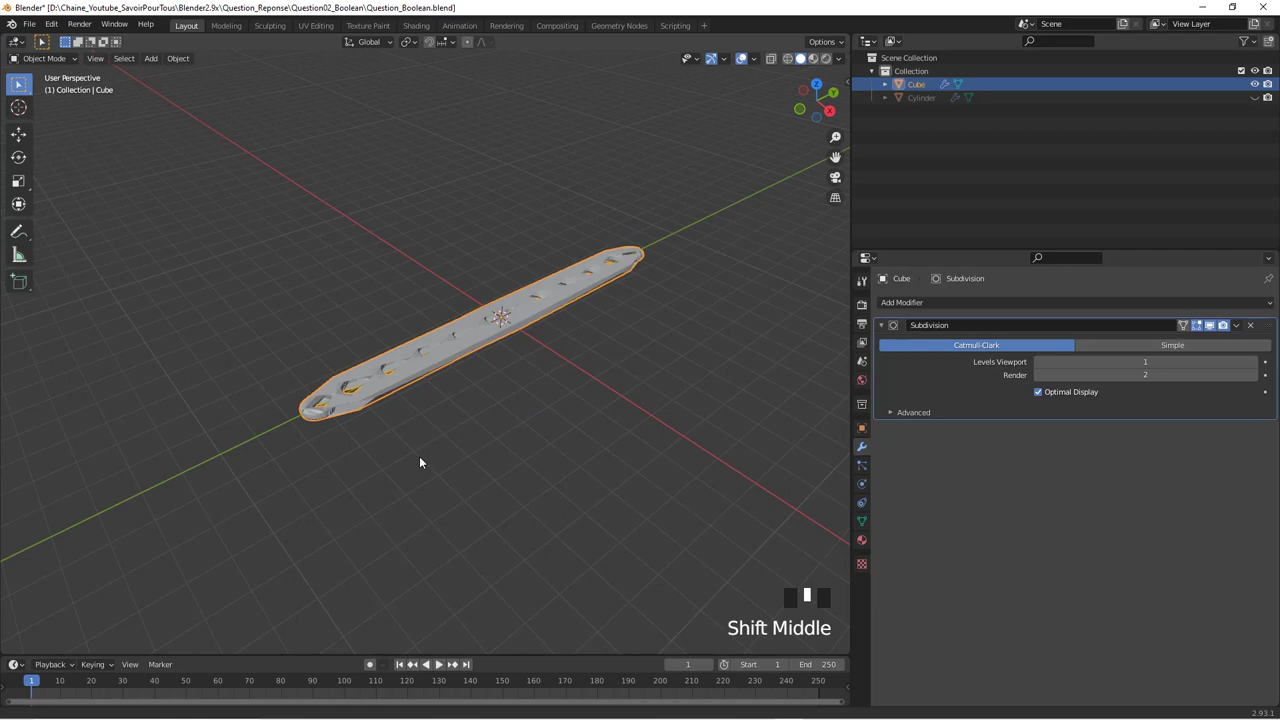 Blender* [D:\Chaine_Youtube_SavoirPourTous\Blender2.9x\Question_Reponse\Question02_Boolean\Question_Boolean.blend]
File Edit Render Window Help Layout Modeling Sculpting UV Editing Texture Paint Shading Animation Rendering Compositing Geometry Nodes Scripting + Scene View Layer
Global Options
Object Mode View Select Add Object
User Perspective
(1) Collection | Cube
Z
Y
X
Scene Collection
Collection
Cube
Cylinder
Cube Subdivision
Add Modifier
Subdivision
Catmull-Clark Simple
Levels Viewport 1
Render 2
Optimal Display
Advanced
Shift Middle
Playback Keying View Marker 1 Start 1 End 250
1 10 20 30 40 50 60 70 80 90 100 110 120 130 140 150 160 170 180 190 200 210 220 230 240 250
2.93.1